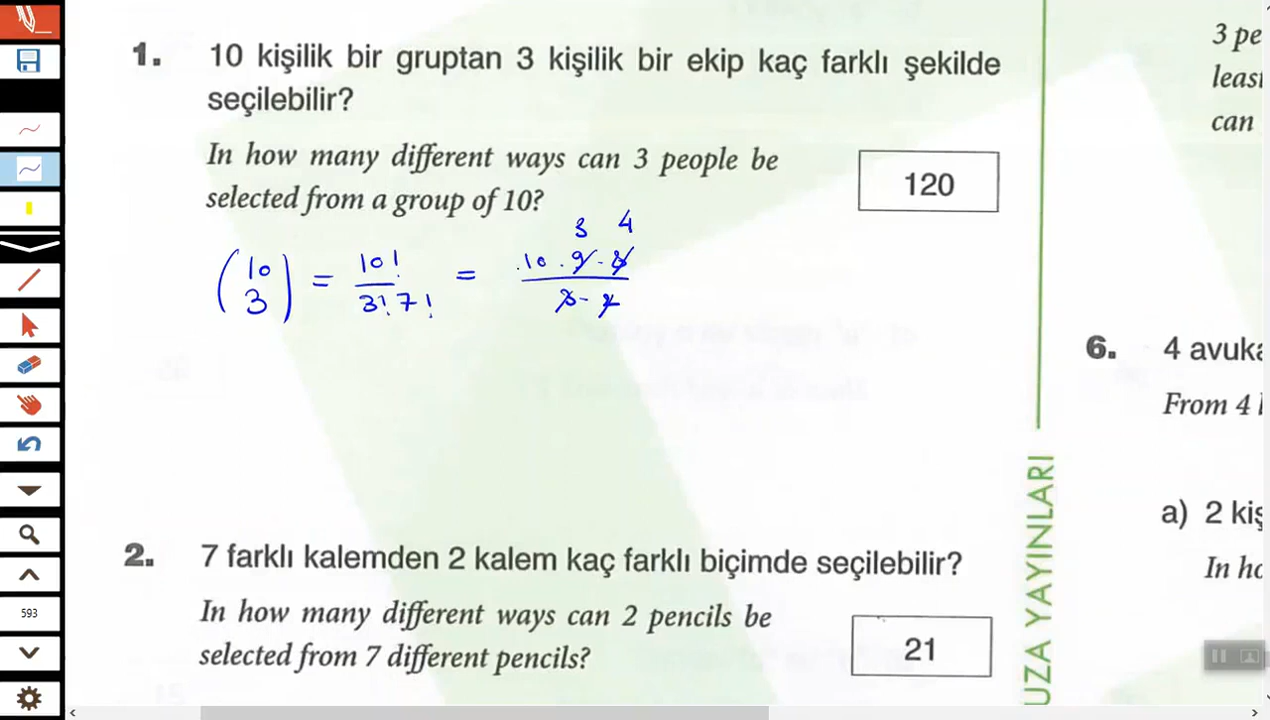 1. 10 kişilik bir gruptan 3 kişilik bir ekip kaç farklı şekilde
seçilebilir?
In how many different ways can 3 people be
selected from a group of 10?
120
3 4
(10 3) = 10! / 3! 7! = 10 . 9 . 8 / 3 . 2
2. 7 farklı kalemden 2 kalem kaç farklı biçimde seçilebilir?
In how many different ways can 2 pencils be
selected from 7 different pencils?
21
UZA YAYINLARI
3 pe
least
can
6. 4 avuka
From 4 l
a) 2 kiş
In ho
593